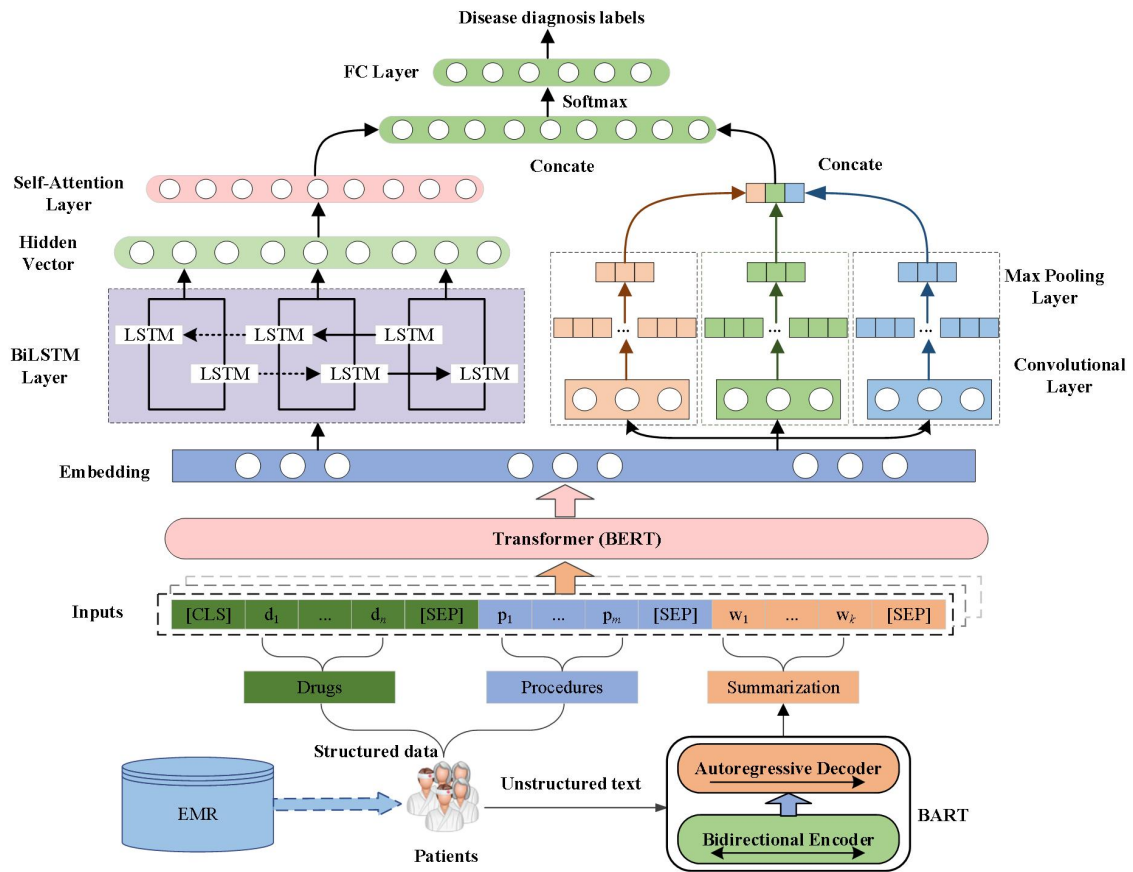 Disease diagnosis labels
FC Layer
Softmax
Concate
Concate
Self-Attention
Layer
Hidden
Vector
Max Pooling
Layer
LSTM
LSTM
LSTM
BiLSTM
Layer
LSTM
LSTM
LSTM
...
...
...
Convolutional
Layer
Embedding
Transformer (BERT)
Inputs
[CLS] d1 ... dn [SEP] p1 ... pm [SEP] w1 ... wk [SEP]
Drugs
Procedures
Summarization
Structured data
Unstructured text
EMR
Patients
Autoregressive Decoder
Bidirectional Encoder
BART